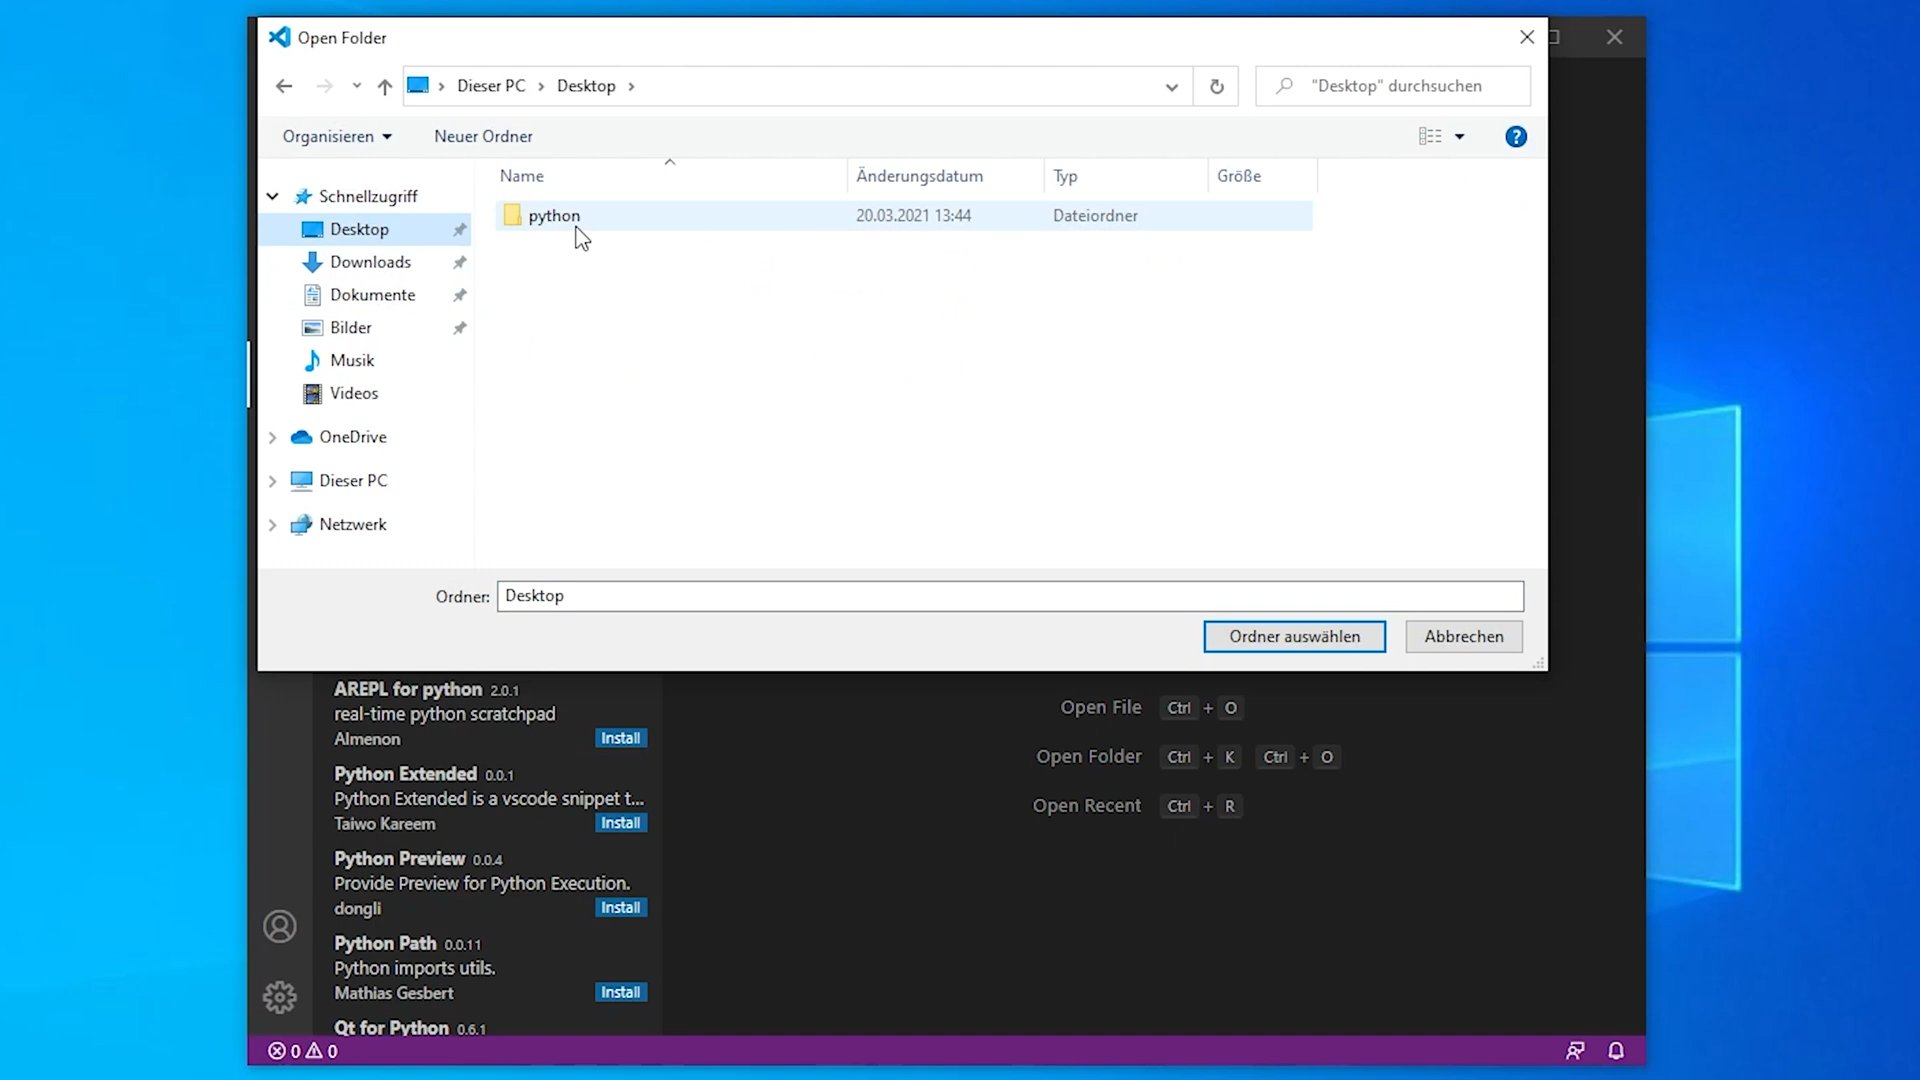 Open Folder
Dieser PC Desktop
"Desktop" durchsuchen
Organisieren Neuer Ordner
Name Änderungsdatum Typ Größe
python 20.03.2021 13:44 Dateiordner
Schnellzugriff
Desktop
Downloads
Dokumente
Bilder
Musik
Videos
OneDrive
Dieser PC
Netzwerk
Ordner: Desktop
Ordner auswählen Abbrechen
AREPL for python 2.0.1
real-time python scratchpad
Almenon Install
Python Extended 0.0.1
Python Extended is a vscode snippet t...
Taiwo Kareem Install
Python Preview 0.0.4
Provide Preview for Python Execution.
dongli Install
Python Path 0.0.11
Python imports utils.
Mathias Gesbert Install
Qt for Python 0.6.1
Open File Ctrl + O
Open Folder Ctrl + K Ctrl + O
Open Recent Ctrl + R
0 0